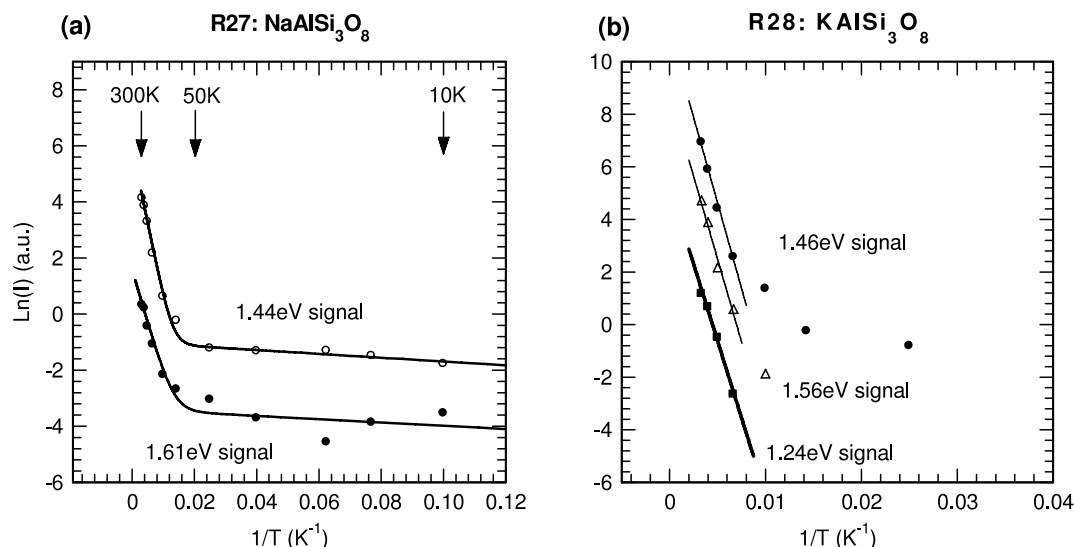 (a) R27: NaAlSi3O8
300K 50K 10K
8
6
4
2
0
-2
-4
-6
Ln(I) (a.u.)
1.44eV signal
1.61eV signal
0 0.02 0.04 0.06 0.08 0.10 0.12
1/T (K-1)
(b) R28: KAlSi3O8
10
8
6
4
2
0
-2
-4
-6
1.46eV signal
1.56eV signal
1.24eV signal
0 0.01 0.02 0.03 0.04
1/T (K-1)